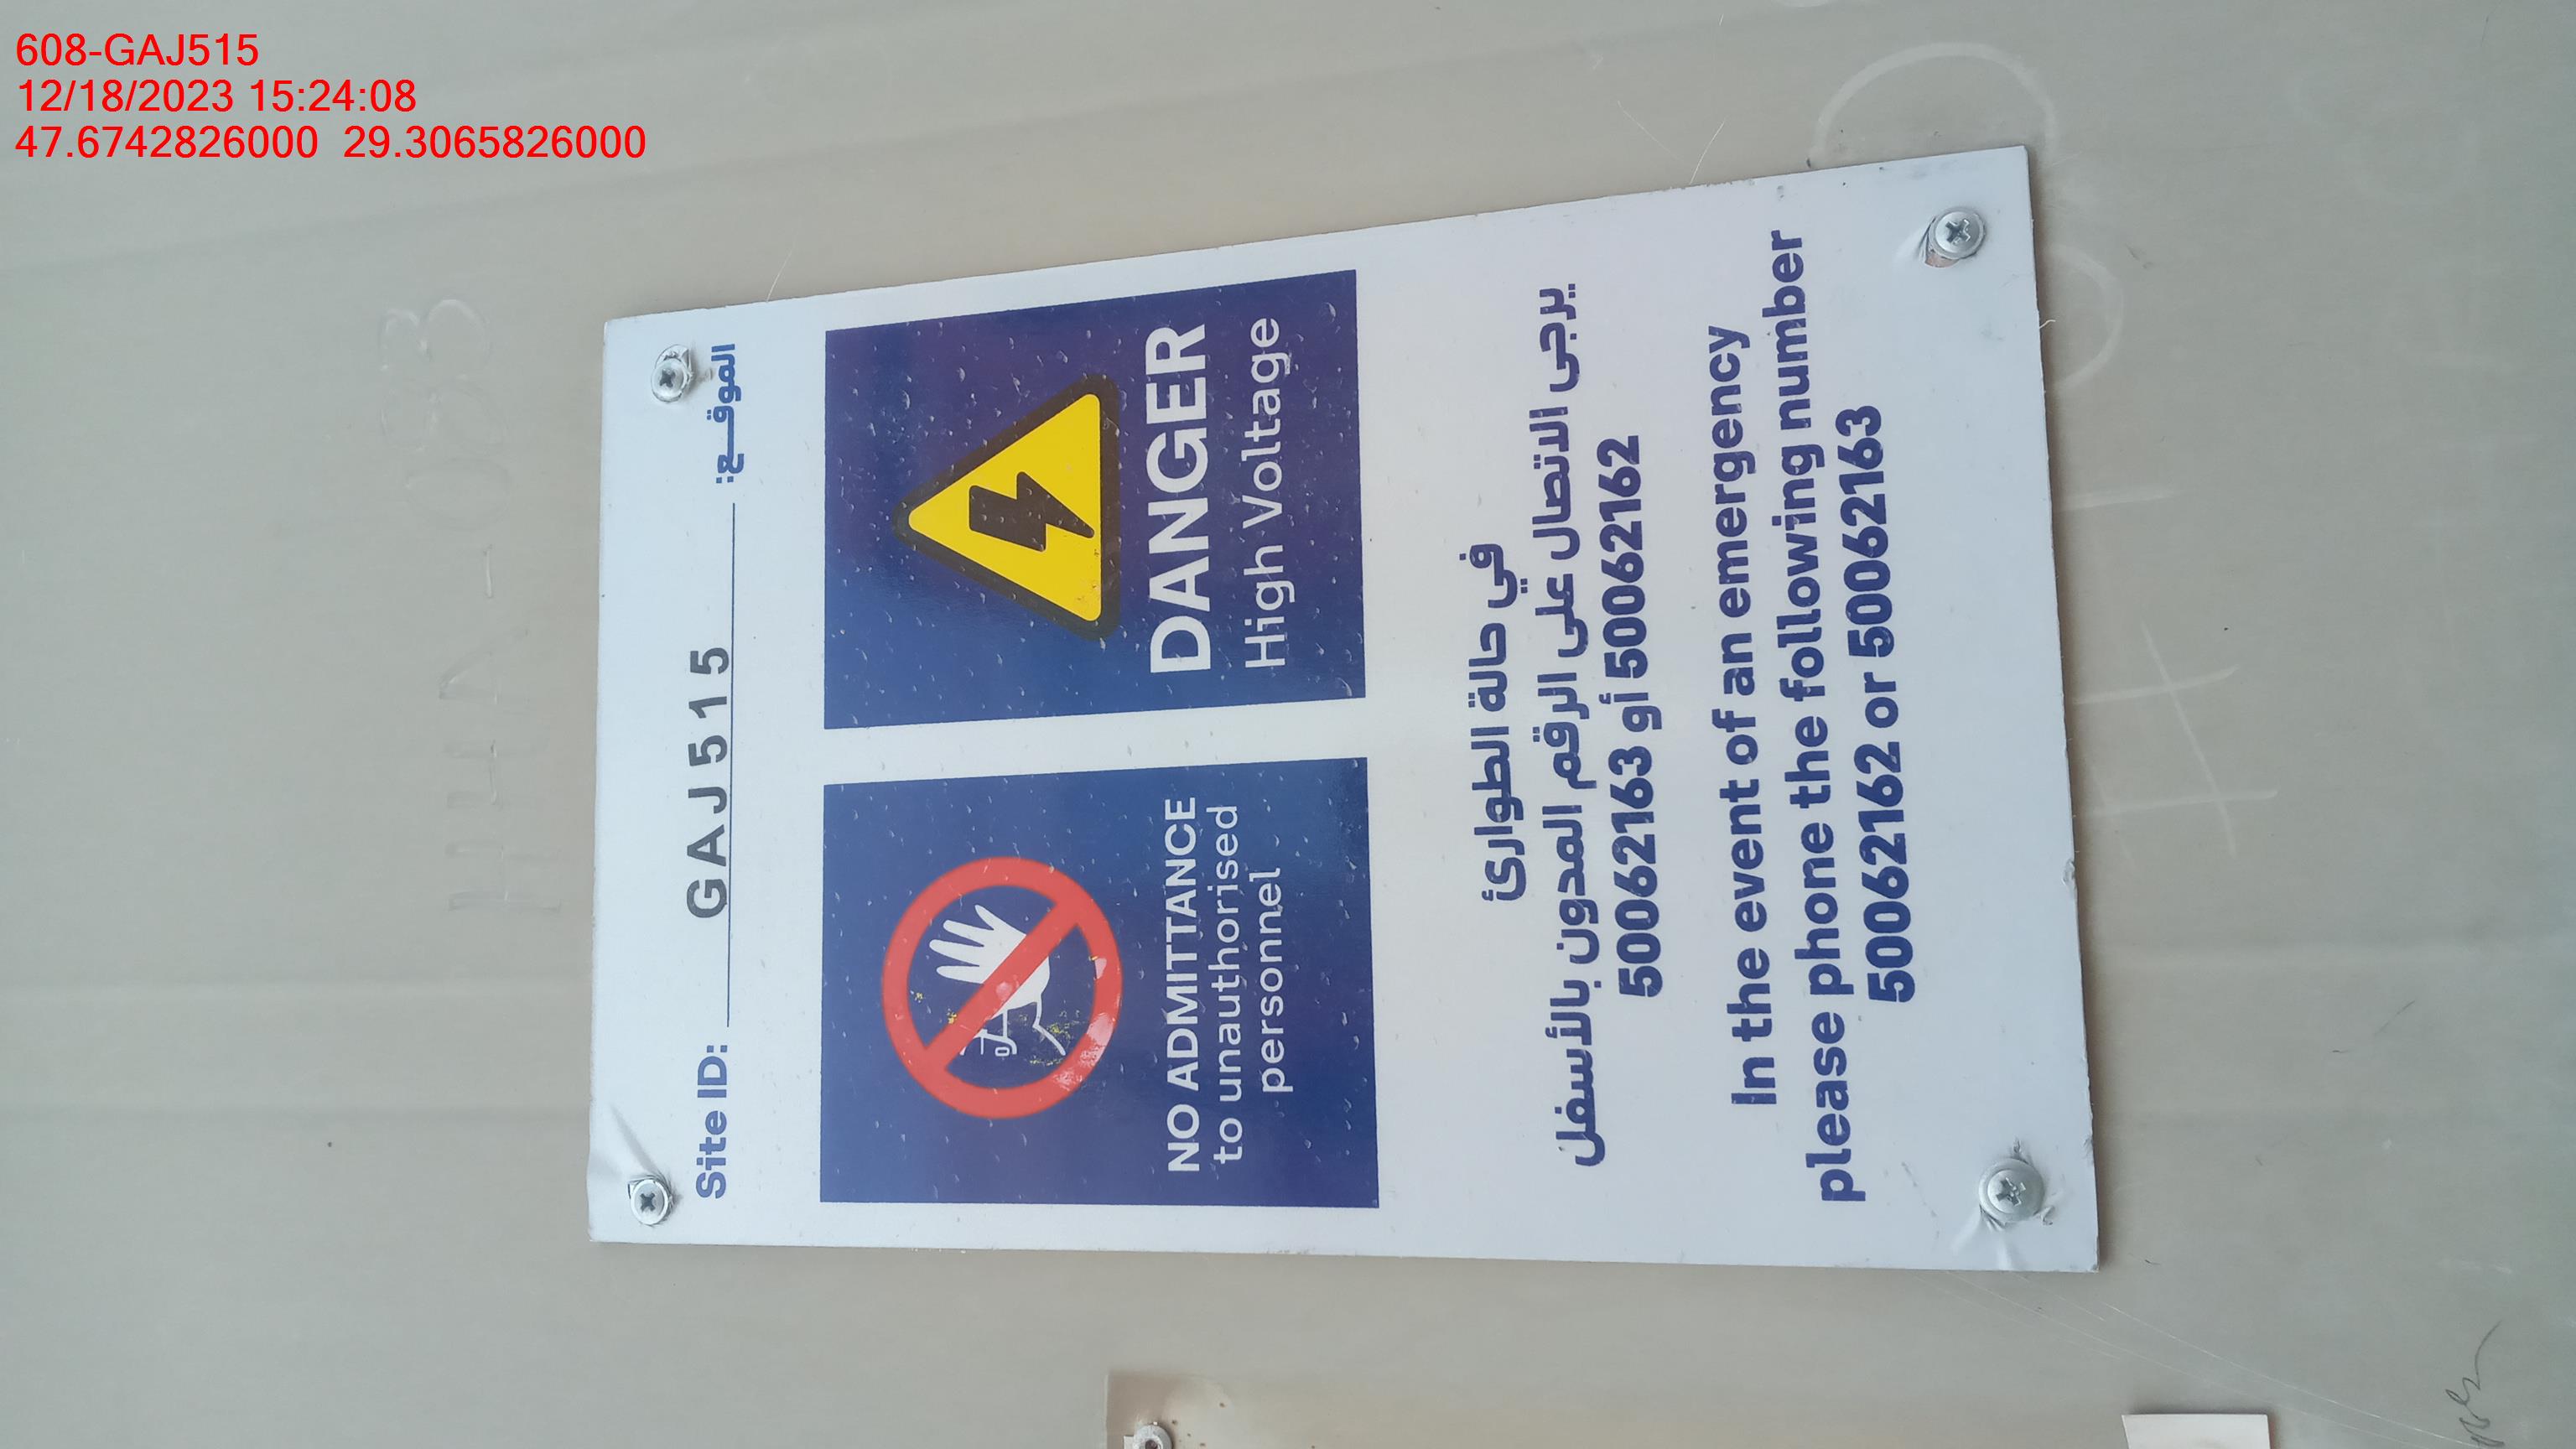 608-GAJ515
12/18/2023 15:24:08
47.6742826000 29.3065826000
Site ID: GAJ515 الموقـــع:
NO ADMITTANCE
to unauthorised
personnel
DANGER
High Voltage
في حالة الطوارئ
يرجى الاتصال على الرقم المدون بالأسفل
50062163 أو 50062162
In the event of an emergency
please phone the following number
50062162 or 50062163